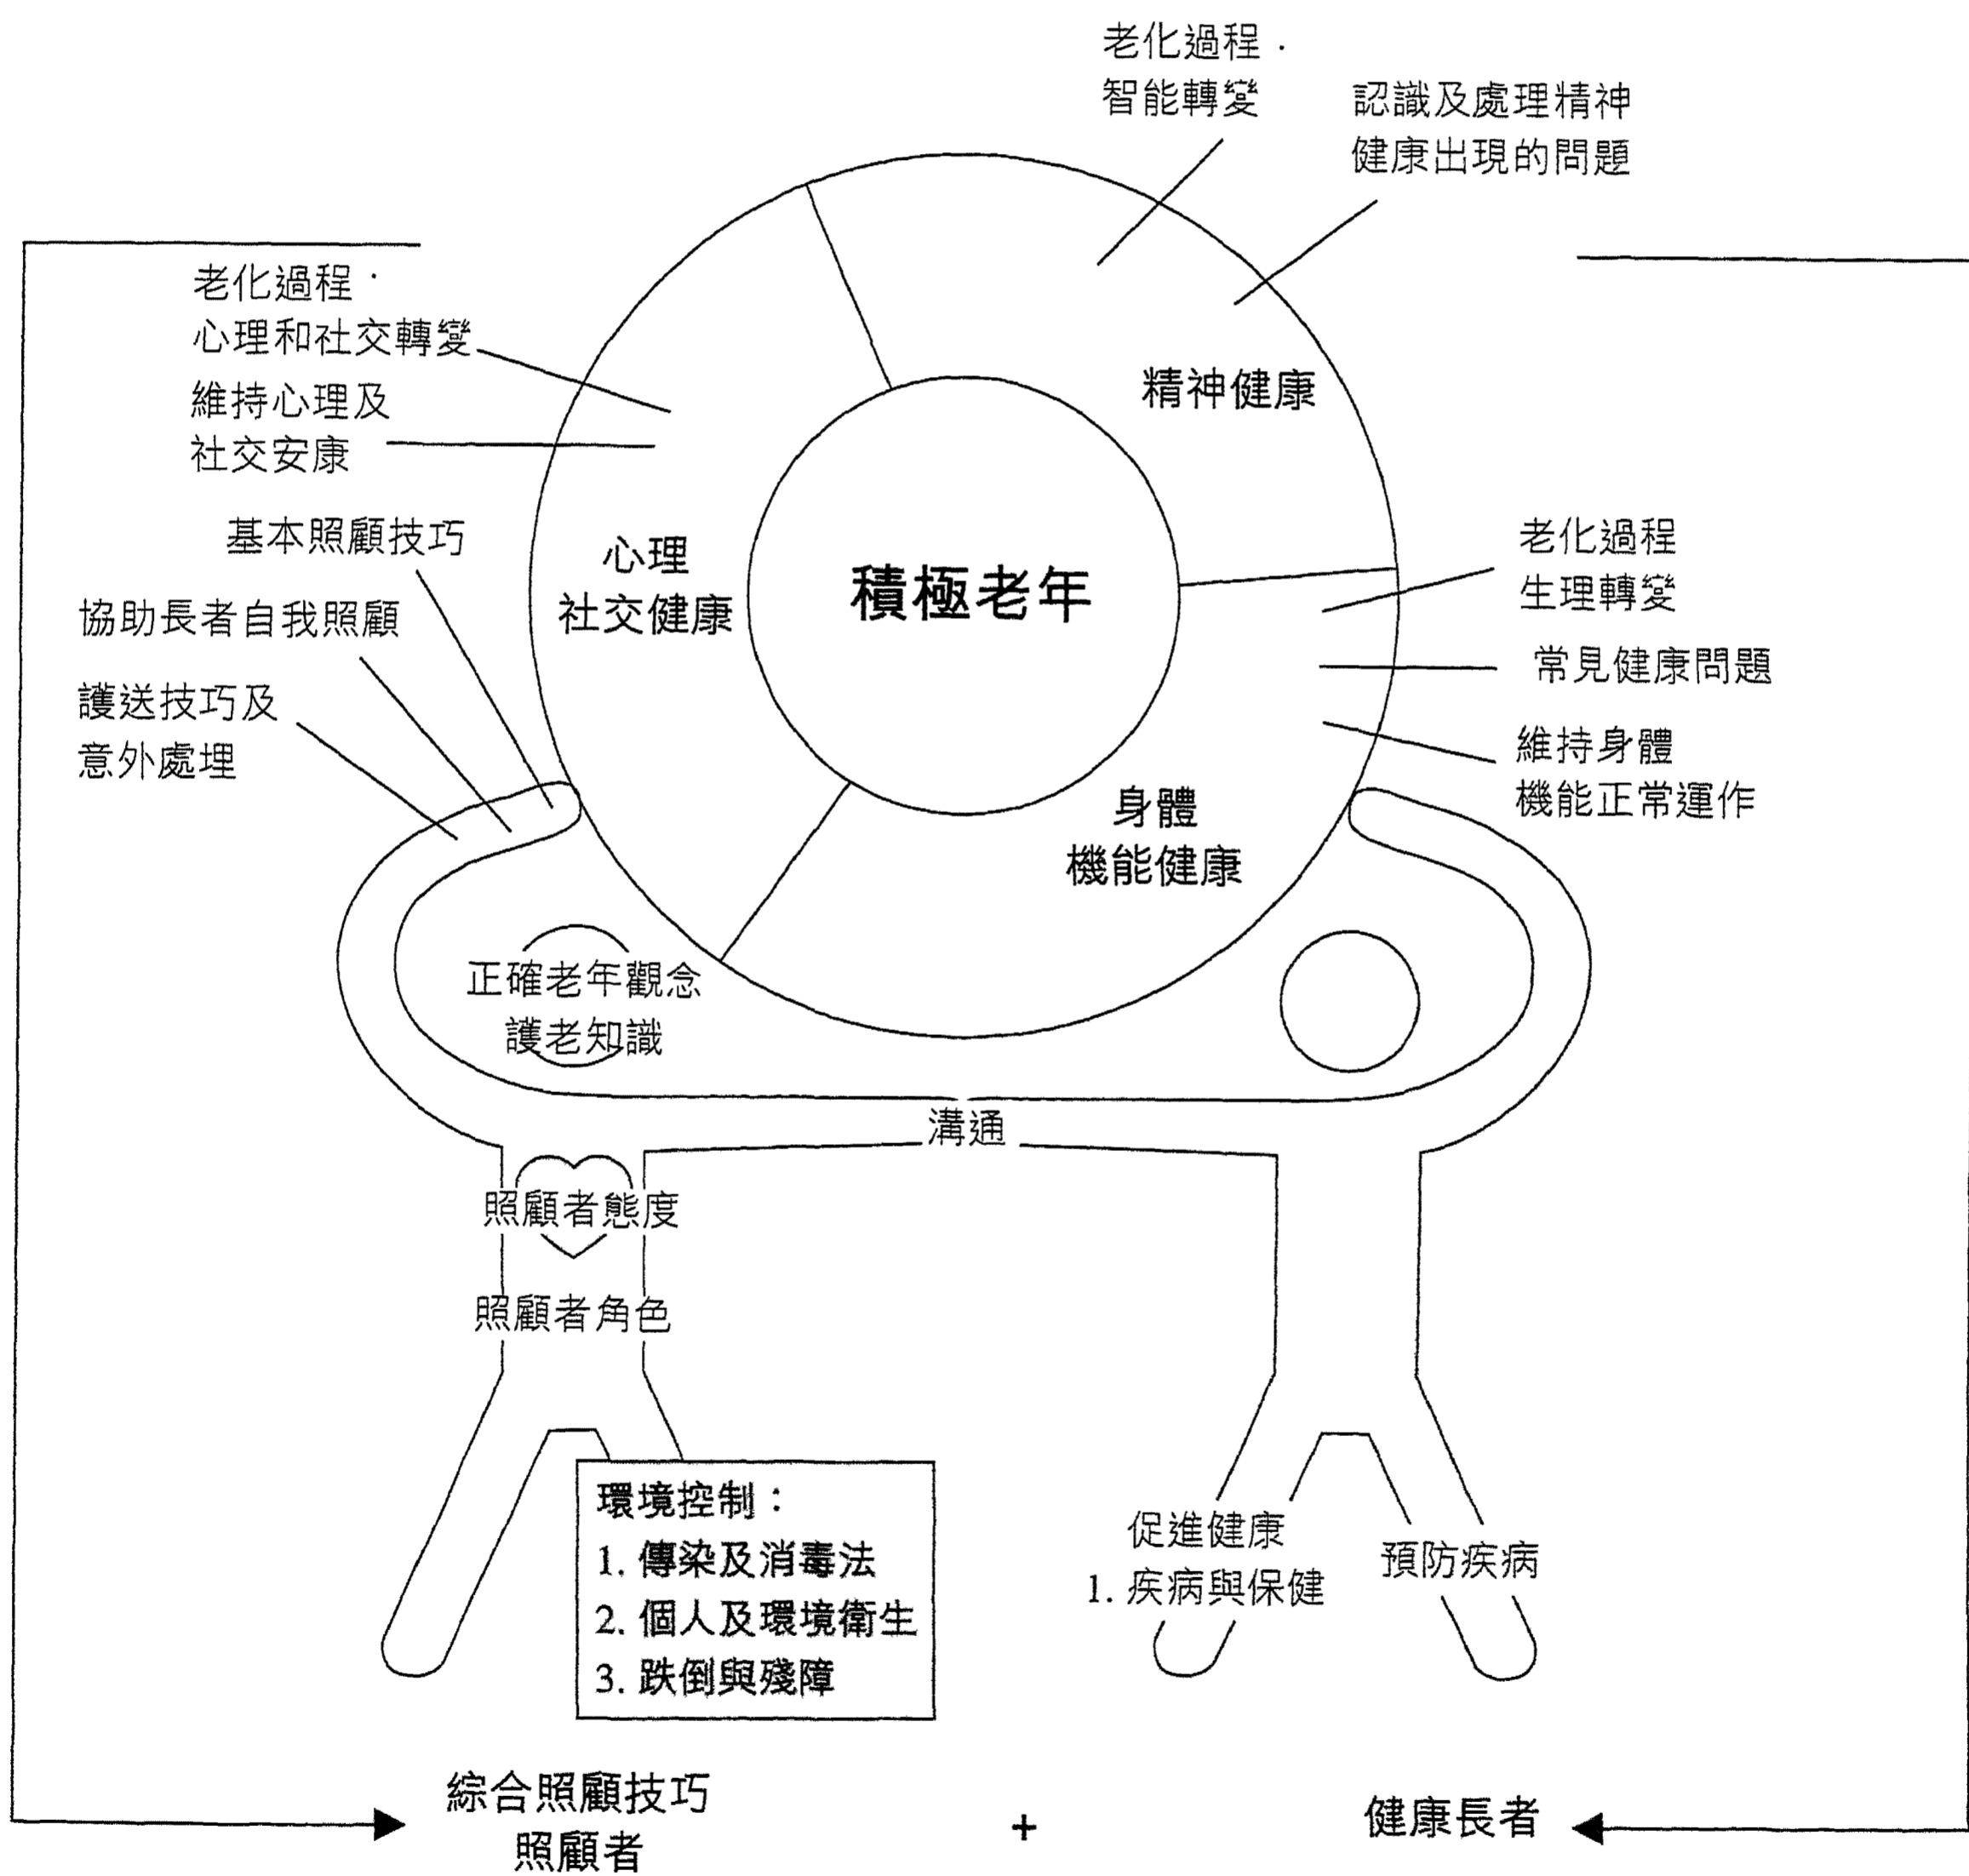 老化過程．
智能轉變
認識及處理精神
健康出現的問題
老化過程．
心理和社交轉變
維持心理及
社交安康
精神健康
基本照顧技巧
協助長者自我照顧
護送技巧及
意外處埋
心理
社交健康
積極老年
老化過程
生理轉變
常見健康問題
維持身體
機能正常運作
身體
機能健康
正確老年觀念
護老知識
溝通
照顧者態度
照顧者角色
環境控制：
1. 傳染及消毒法
2. 個人及環境衛生
3. 跌倒與殘障
促進健康
1. 疾病與保健
預防疾病
綜合照顧技巧
照顧者
+
健康長者